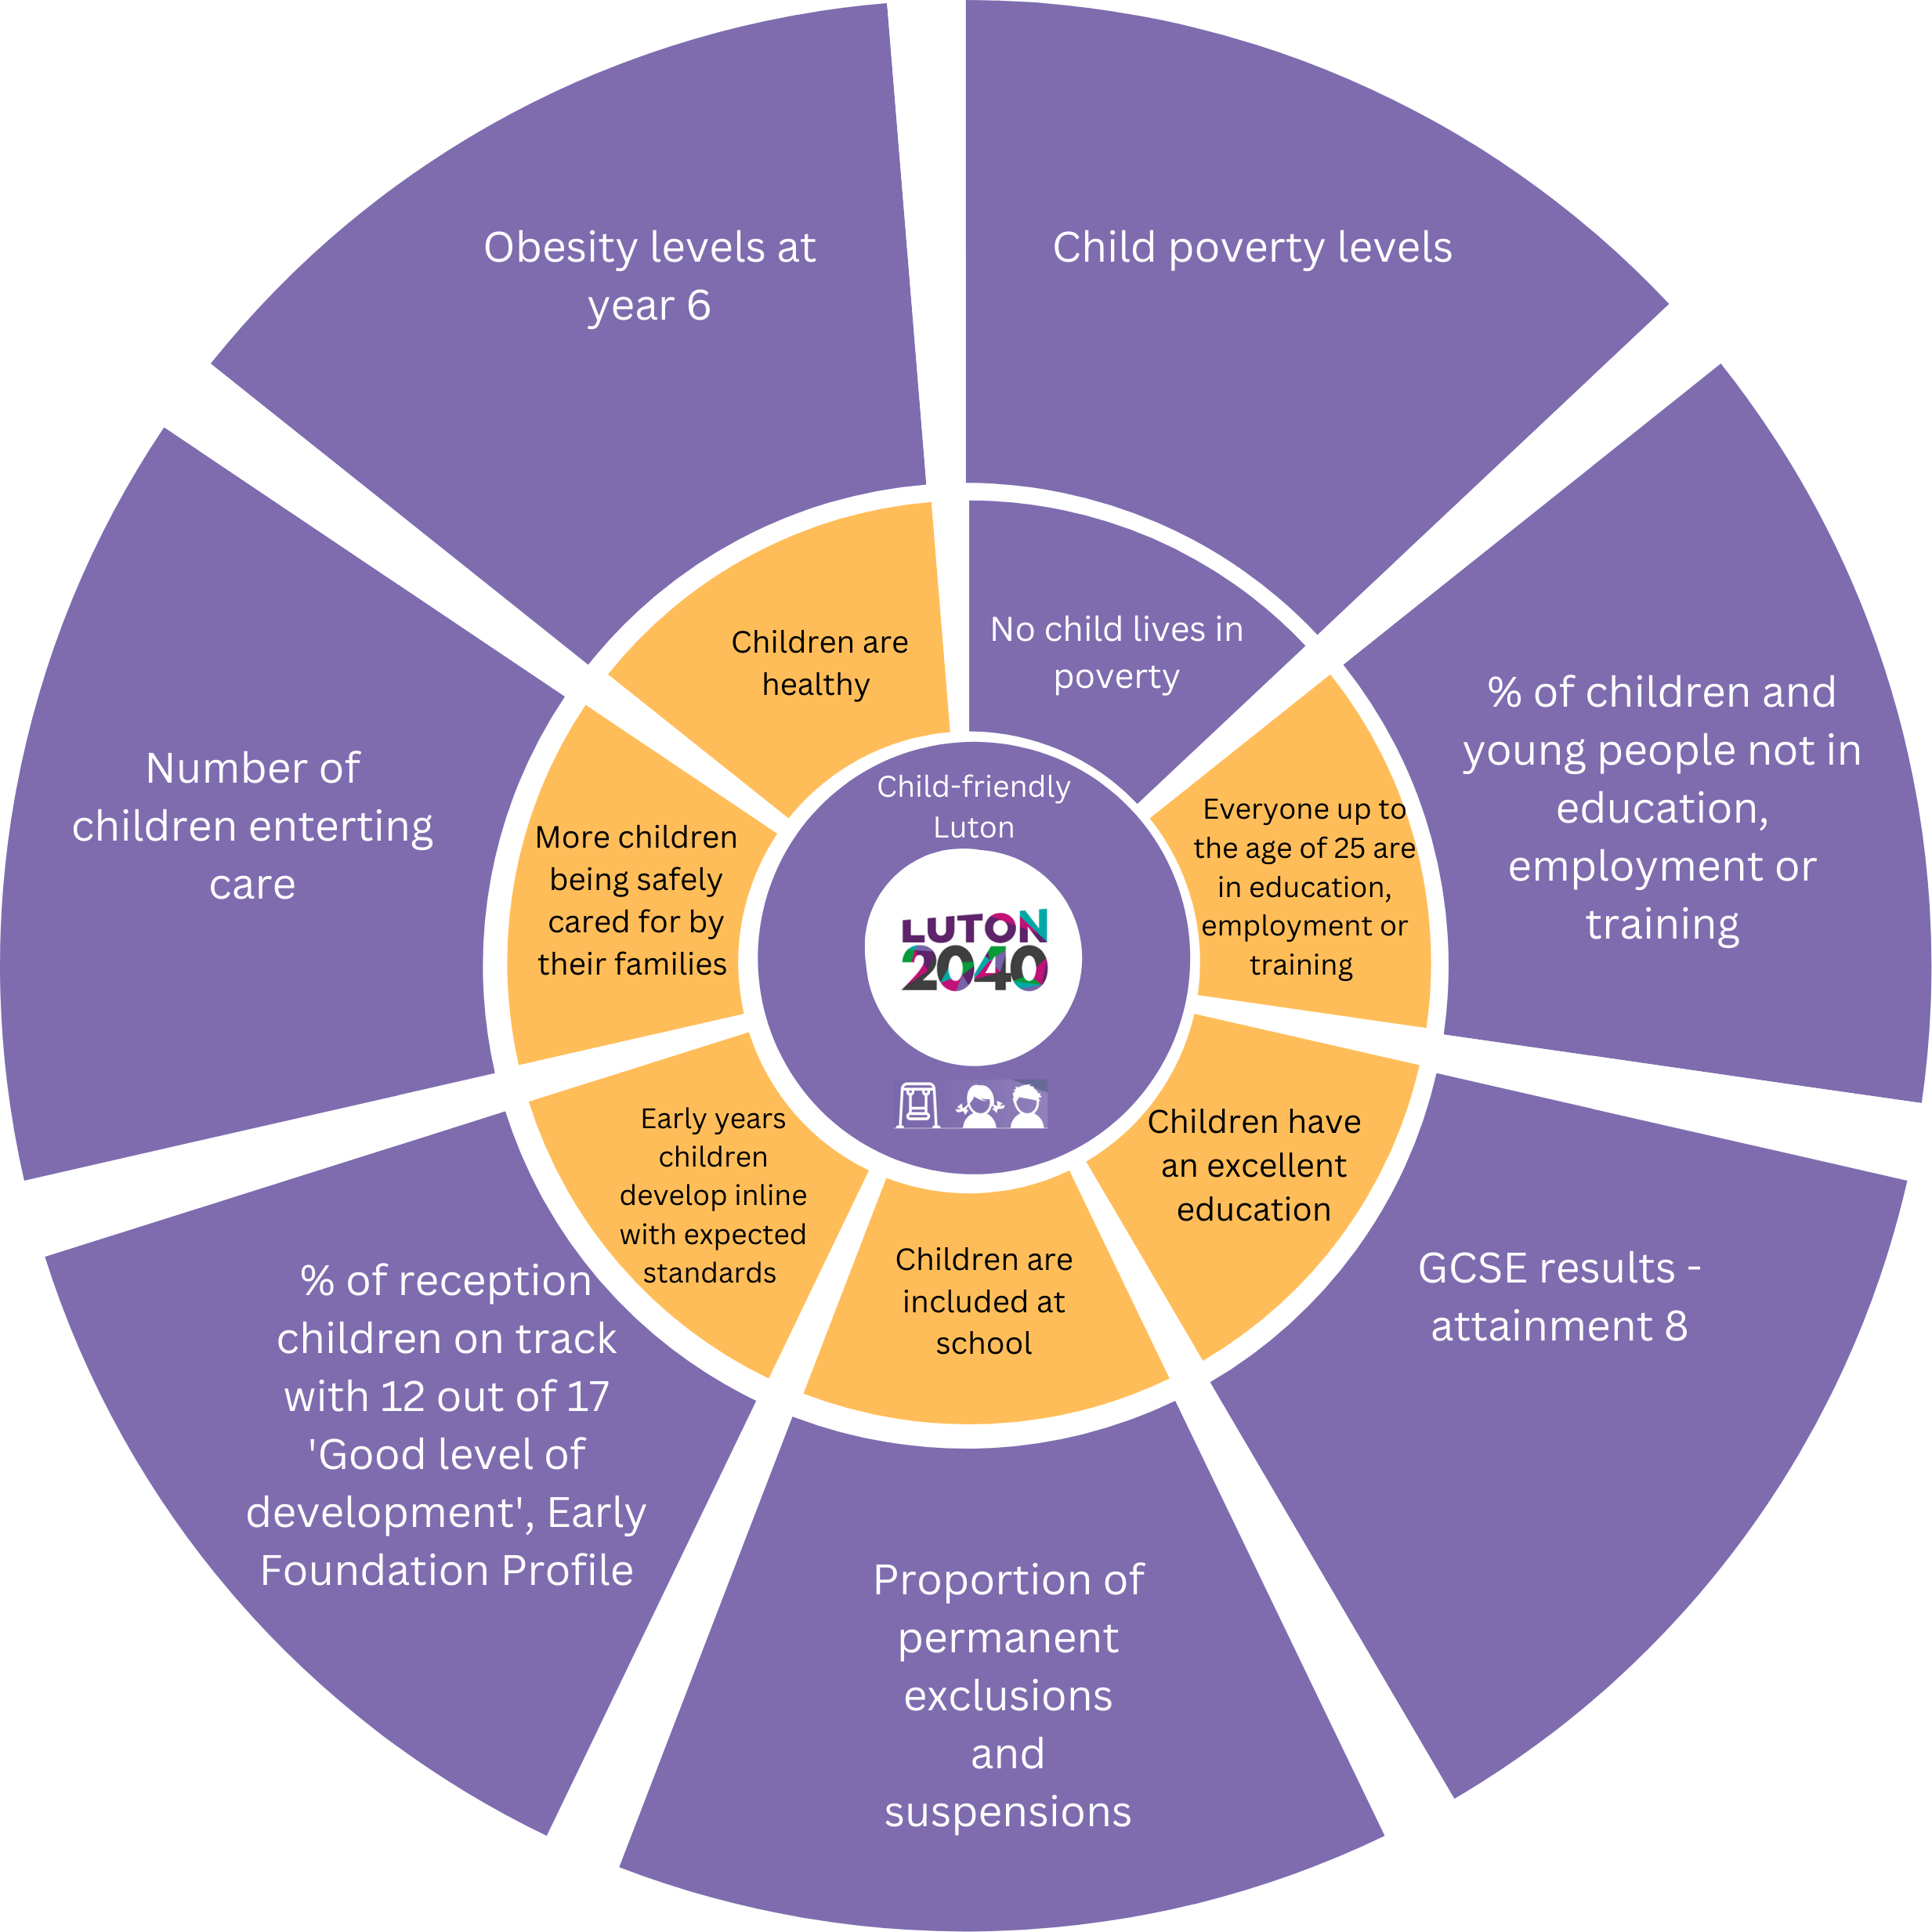 Obesity levels at
year 6
Child poverty levels
Children are
healthy
No child lives in
poverty
% of children and
young people not in
education,
employment or
training
Number of
children enterting
care
More children
being safely
cared for by
their families
Child-friendly
Luton
LUTON
2040
Everyone up to
the age of 25 are
in education,
employment or
training
Early years
children
develop inline
with expected
standards
Children have
an excellent
education
Children are
included at
school
GCSE results -
attainment 8
% of reception
children on track
with 12 out of 17
'Good level of
development', Early
Foundation Profile
Proportion of
permanent
exclusions
and
suspensions